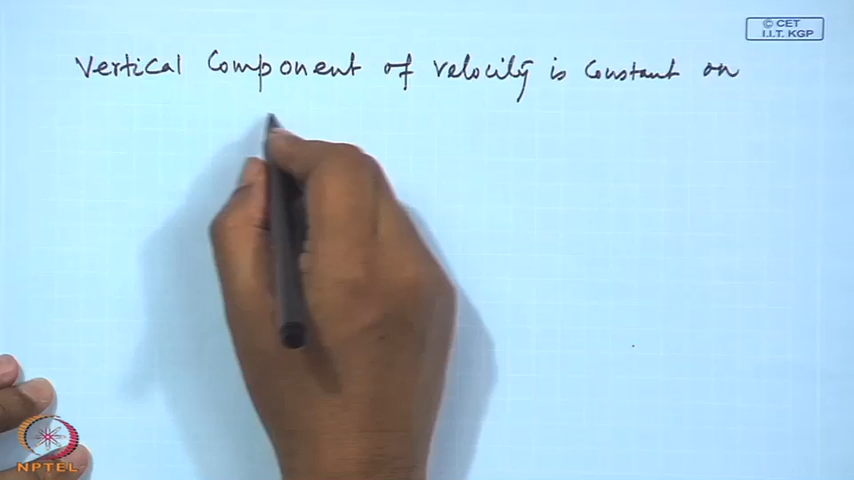 © CET
I.I.T. KGP
Vertical Component of velocity is Constant on
NPTEL